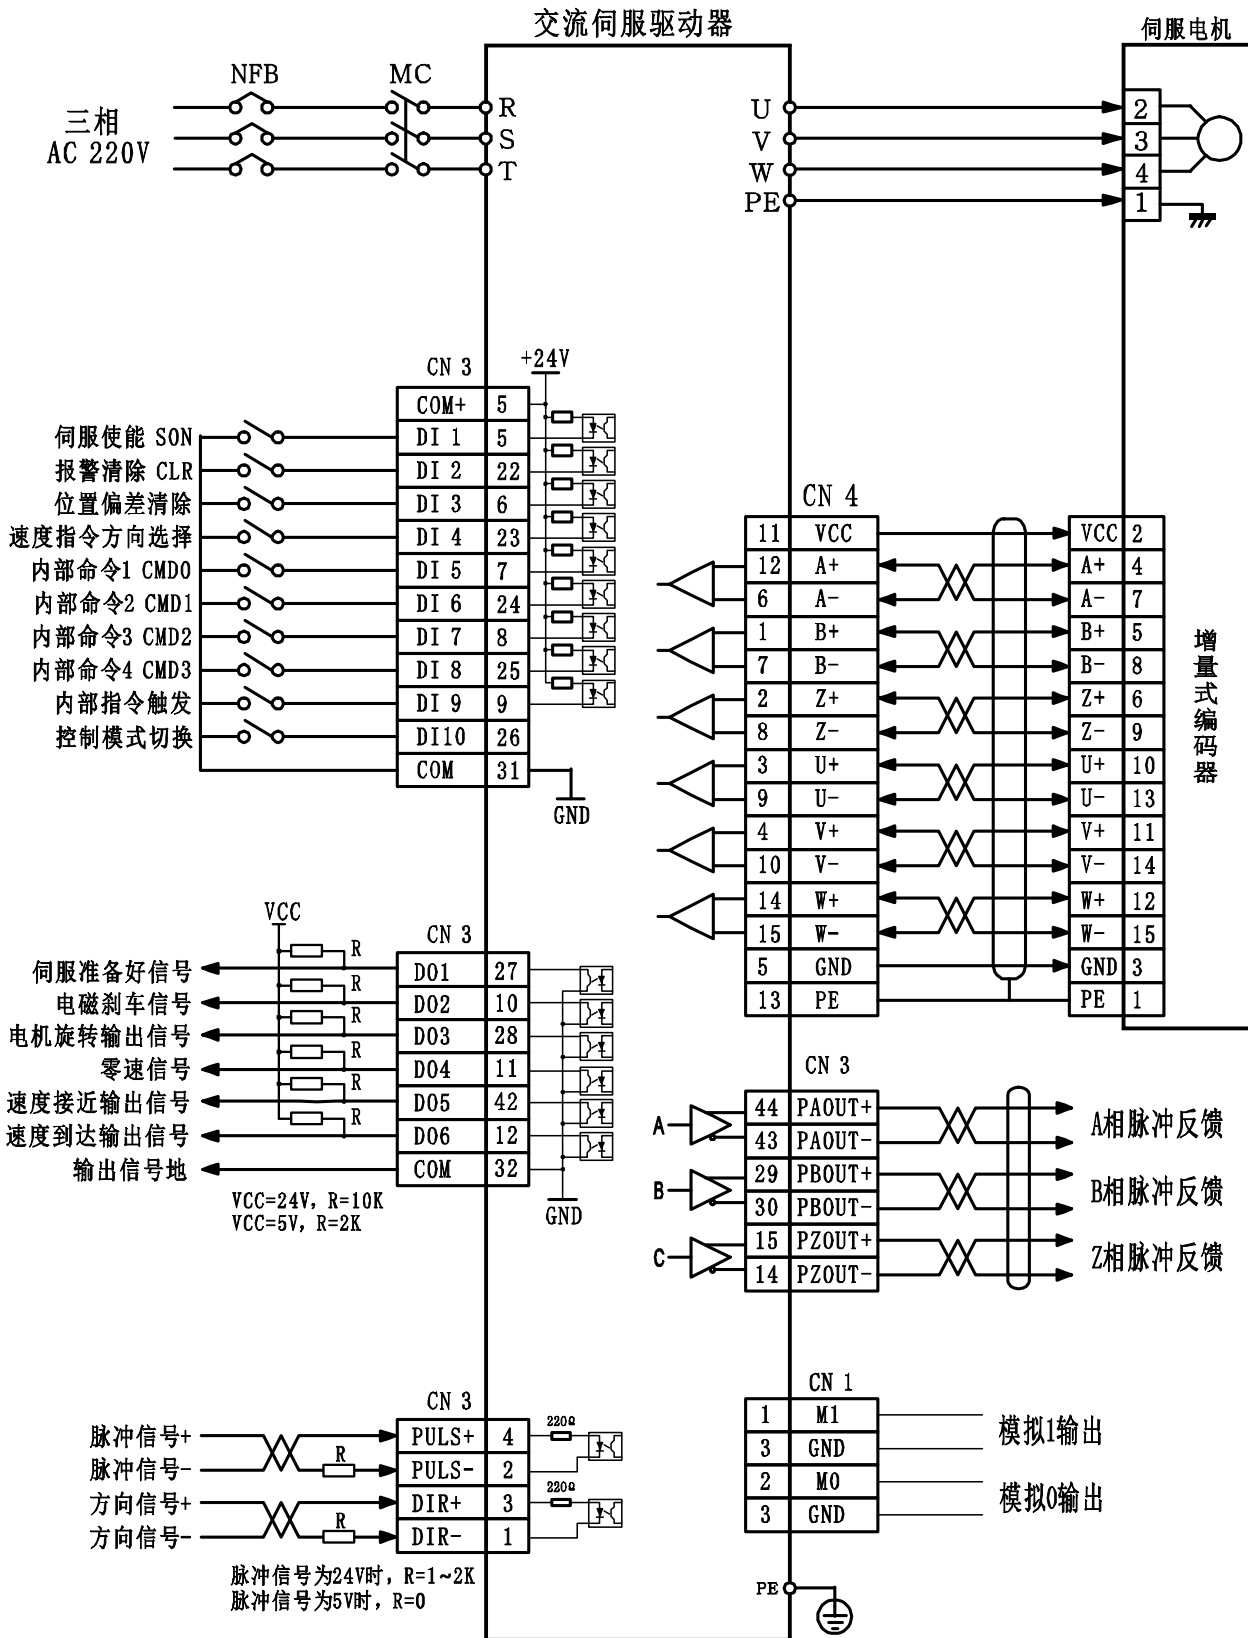 交流伺服驱动器
伺服电机
NFB
MC
三相
AC 220V
R
S
T
U
V
W
PE
2
3
4
1
CN 3
+24V
COM+ 5
伺服使能 SON DI 1 5
报警清除 CLR DI 2 22
位置偏差清除 DI 3 6
速度指令方向选择 DI 4 23
内部命令1 CMD0 DI 5 7
内部命令2 CMD1 DI 6 24
内部命令3 CMD2 DI 7 8
内部命令4 CMD3 DI 8 25
内部指令触发 DI 9 9
控制模式切换 DI10 26
COM 31
GND
CN 4
11 VCC VCC 2
12 A+ A+ 4
6 A- A- 7
1 B+ B+ 5
7 B- B- 8
2 Z+ Z+ 6
8 Z- Z- 9
3 U+ U+ 10
9 U- U- 13
4 V+ V+ 11
10 V- V- 14
14 W+ W+ 12
15 W- W- 15
5 GND GND 3
13 PE PE 1
增量式编码器
VCC
CN 3
伺服准备好信号 R DO1 27
电磁刹车信号 R DO2 10
电机旋转输出信号 R DO3 28
零速信号 R DO4 11
速度接近输出信号 R DO5 42
速度到达输出信号 R DO6 12
输出信号地 COM 32
VCC=24V, R=10K
VCC=5V, R=2K
GND
CN 3
A 44 PAOUT+
43 PAOUT-
A相脉冲反馈
B 29 PBOUT+
30 PBOUT-
B相脉冲反馈
C 15 PZOUT+
14 PZOUT-
Z相脉冲反馈
CN 3
脉冲信号+ PULS+ 4 220Ω
脉冲信号- R PULS- 2
方向信号+ DIR+ 3 220Ω
方向信号- R DIR- 1
脉冲信号为24V时, R=1~2K
脉冲信号为5V时, R=0
CN 1
1 M1
3 GND
模拟1输出
2 M0
3 GND
模拟0输出
PE